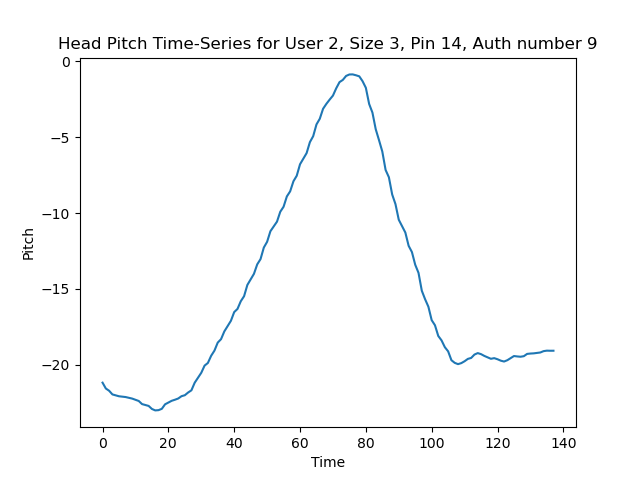 Head Pitch Time-Series for User 2, Size 3, Pin 14, Auth number 9
0
−5
−10
−15
−20
Pitch
0 20 40 60 80 100 120 140
Time